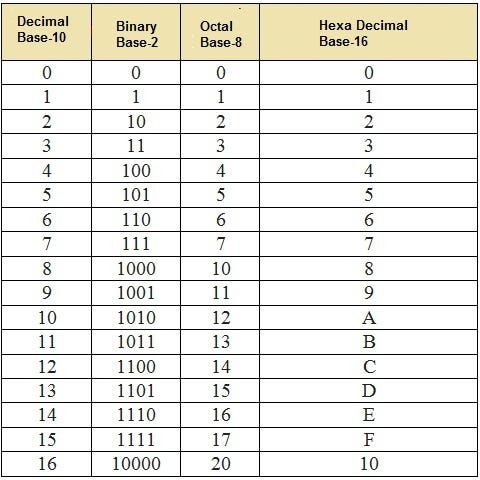 Decimal Base-10 Binary Base-2 Octal Base-8 Hexa Decimal Base-16
0 0 0 0
1 1 1 1
2 10 2 2
3 11 3 3
4 100 4 4
5 101 5 5
6 110 6 6
7 111 7 7
8 1000 10 8
9 1001 11 9
10 1010 12 A
11 1011 13 B
12 1100 14 C
13 1101 15 D
14 1110 16 E
15 1111 17 F
16 10000 20 10